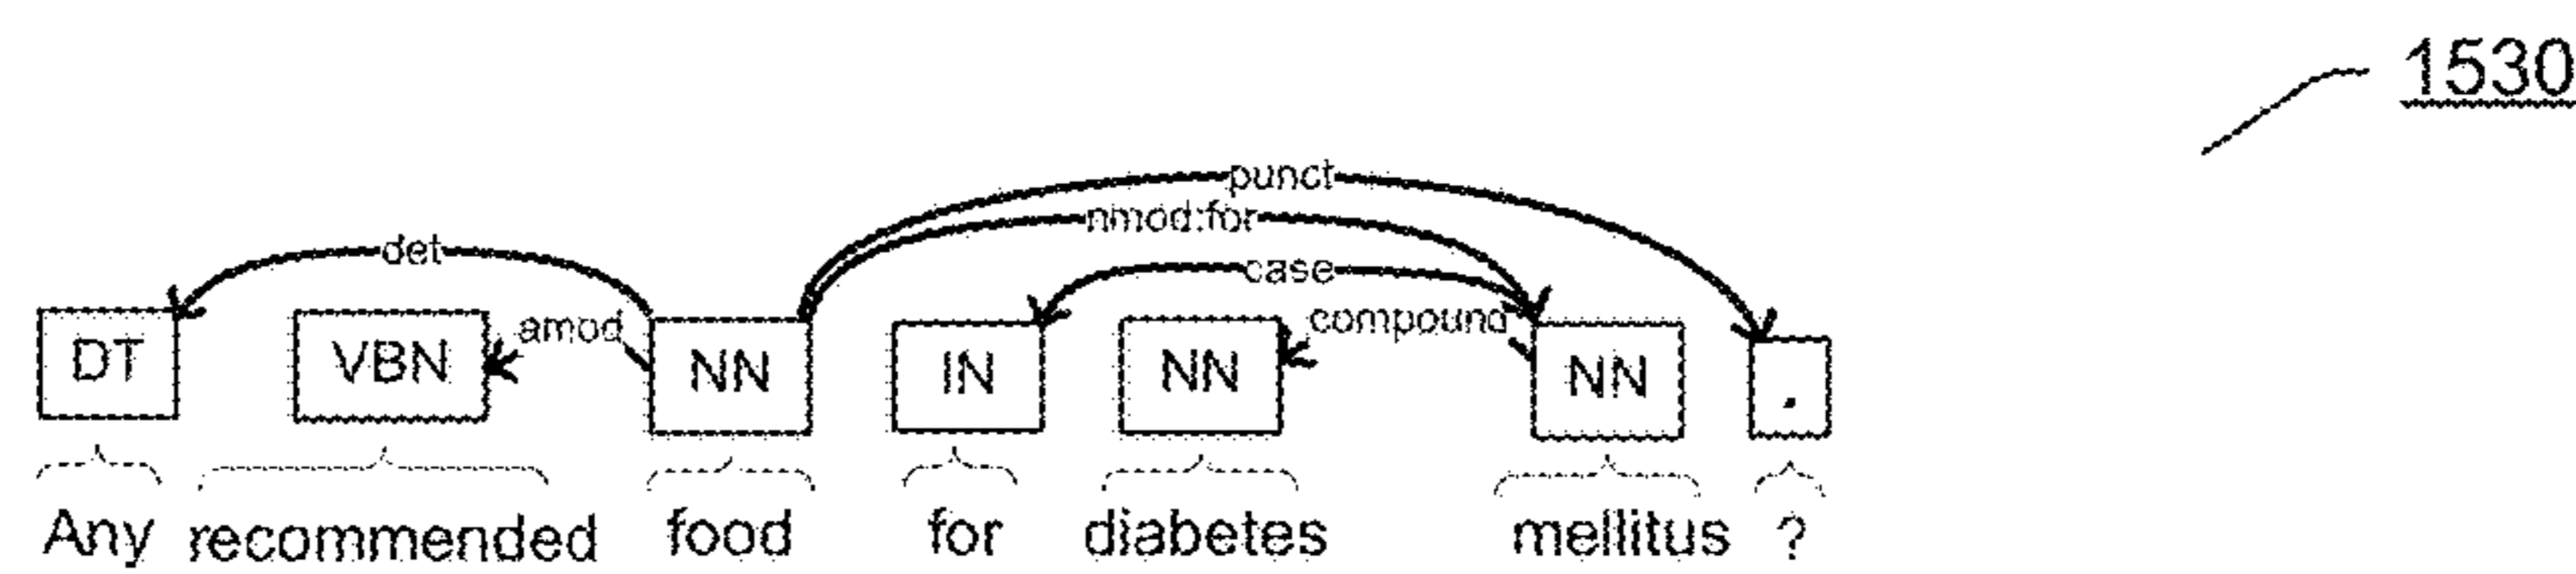 1530
punct
nmod:for
det
case
amod
compound
DT VBN NN IN NN NN .
Any recommended food for diabetes mellitus ?